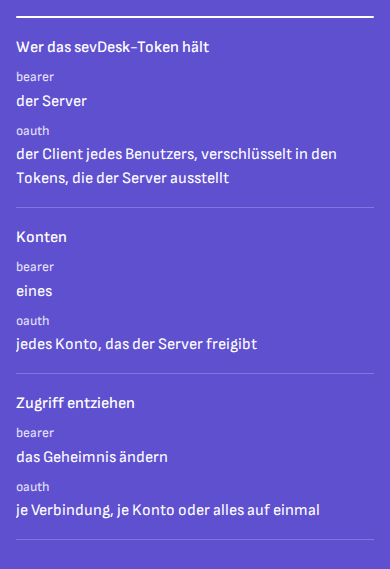 Wer das sevDesk-Token hält
bearer
der Server
oauth
der Client jedes Benutzers, verschlüsselt in den
Tokens, die der Server ausstellt
Konten
bearer
eines
oauth
jedes Konto, das der Server freigibt
Zugriff entziehen
bearer
das Geheimnis ändern
oauth
je Verbindung, je Konto oder alles auf einmal